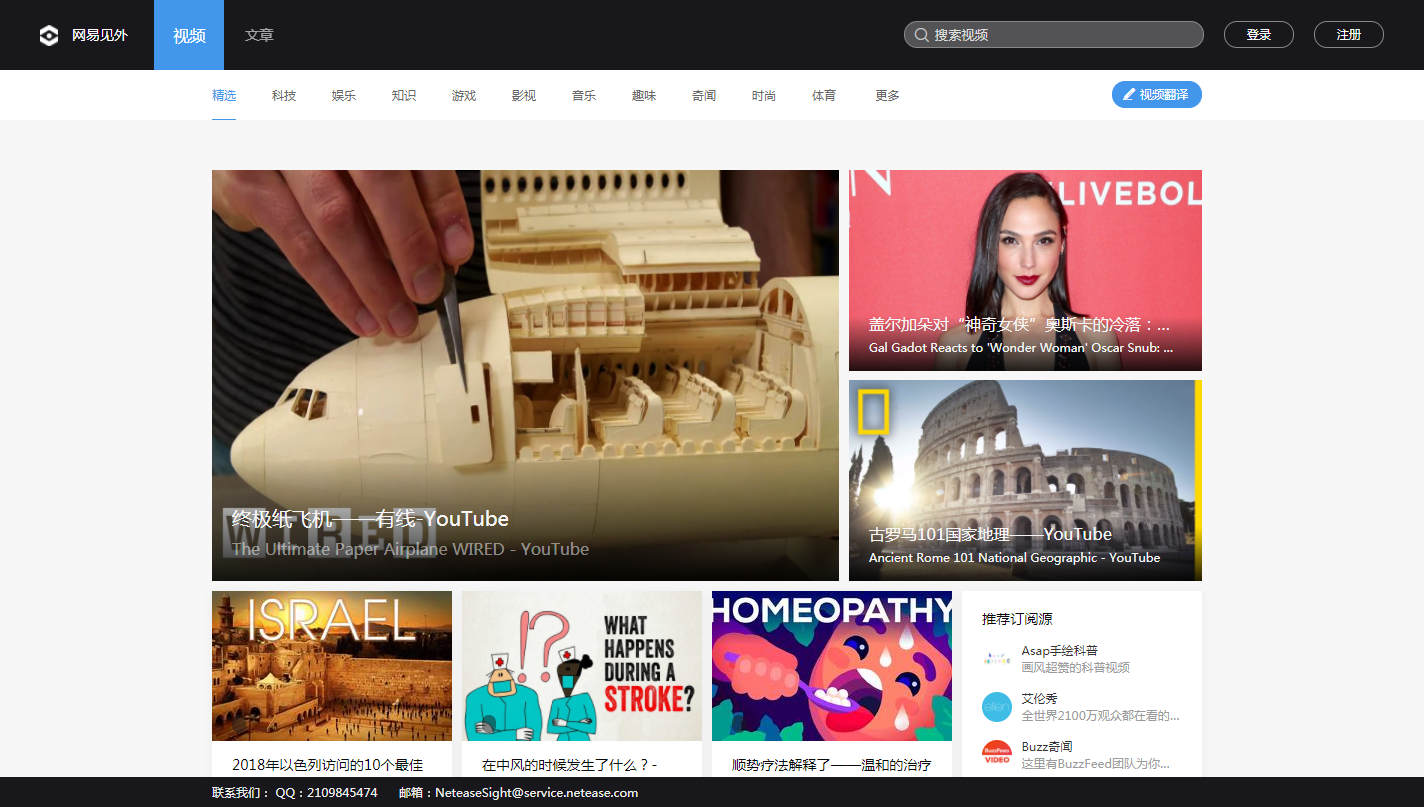 网易见外
视频
文章
搜索视频
登录
注册
精选
科技
娱乐
知识
游戏
影视
音乐
趣味
奇闻
时尚
体育
更多
视频翻译
LIVEBOL
盖尔加朵对“神奇女侠”奥斯卡的冷落：...
Gal Gadot Reacts to 'Wonder Woman' Oscar Snub: ...
WIRED
终极纸飞机——有线-YouTube
The Ultimate Paper Airplane WIRED - YouTube
古罗马101国家地理——YouTube
Ancient Rome 101 National Geographic - YouTube
ISRAEL
WHAT
HAPPENS
DURING A
STROKE?
HOMEOPATHY
推荐订阅源
Asap手绘科普
画风超赞的科普视频
ellen
艾伦秀
全世界2100万观众都在看的...
BuzzFeed
VIDEO
Buzz奇闻
这里有BuzzFeed团队为你...
2018年以色列访问的10个最佳
在中风的时候发生了什么？-
顺势疗法解释了——温和的治疗
联系我们： QQ：2109845474 邮箱：NeteaseSight@service.netease.com